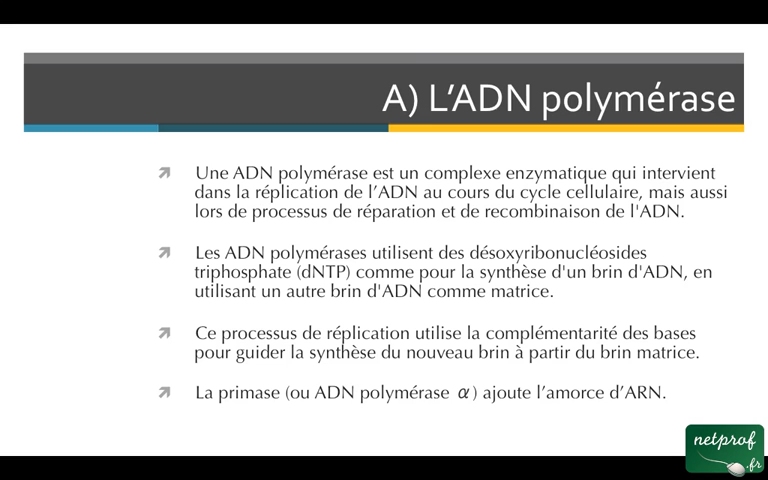 A) L’ADN polymérase
Une ADN polymérase est un complexe enzymatique qui intervient
dans la réplication de l’ADN au cours du cycle cellulaire, mais aussi
lors de processus de réparation et de recombinaison de l'ADN.
Les ADN polymérases utilisent des désoxyribonucléosides
triphosphate (dNTP) comme pour la synthèse d'un brin d'ADN, en
utilisant un autre brin d'ADN comme matrice.
Ce processus de réplication utilise la complémentarité des bases
pour guider la synthèse du nouveau brin à partir du brin matrice.
La primase (ou ADN polymérase α) ajoute l’amorce d’ARN.
netprof
.fr